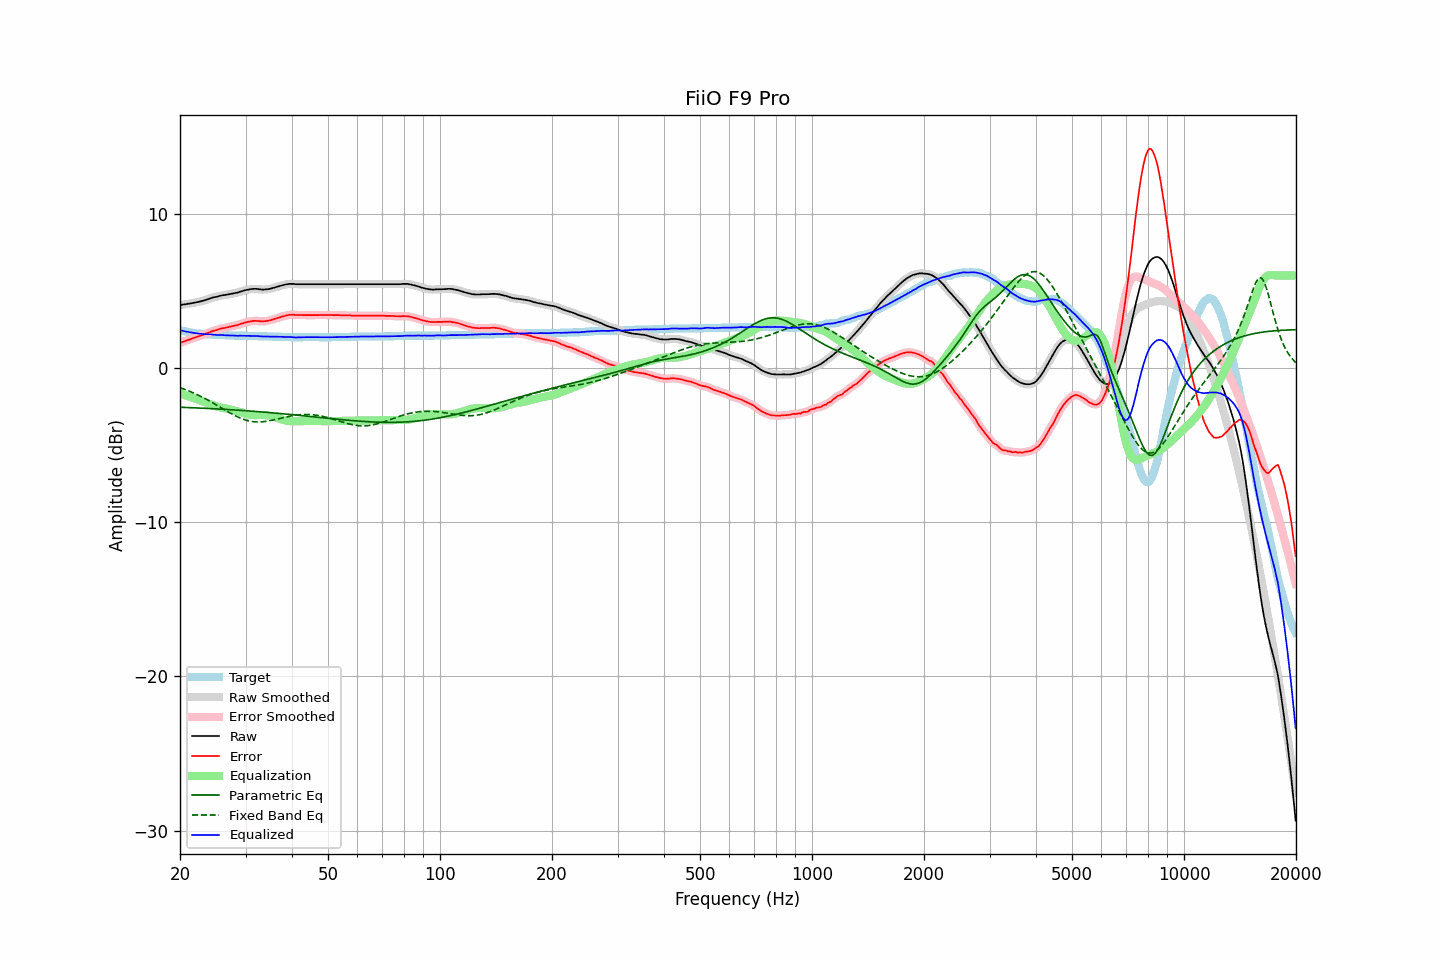 FiiO F9 Pro
Amplitude (dBr)
10
0
−10
−20
−30
Target
Raw Smoothed
Error Smoothed
Raw
Error
Equalization
Parametric Eq
Fixed Band Eq
Equalized
20 50 100 200 500 1000 2000 5000 10000 20000
Frequency (Hz)